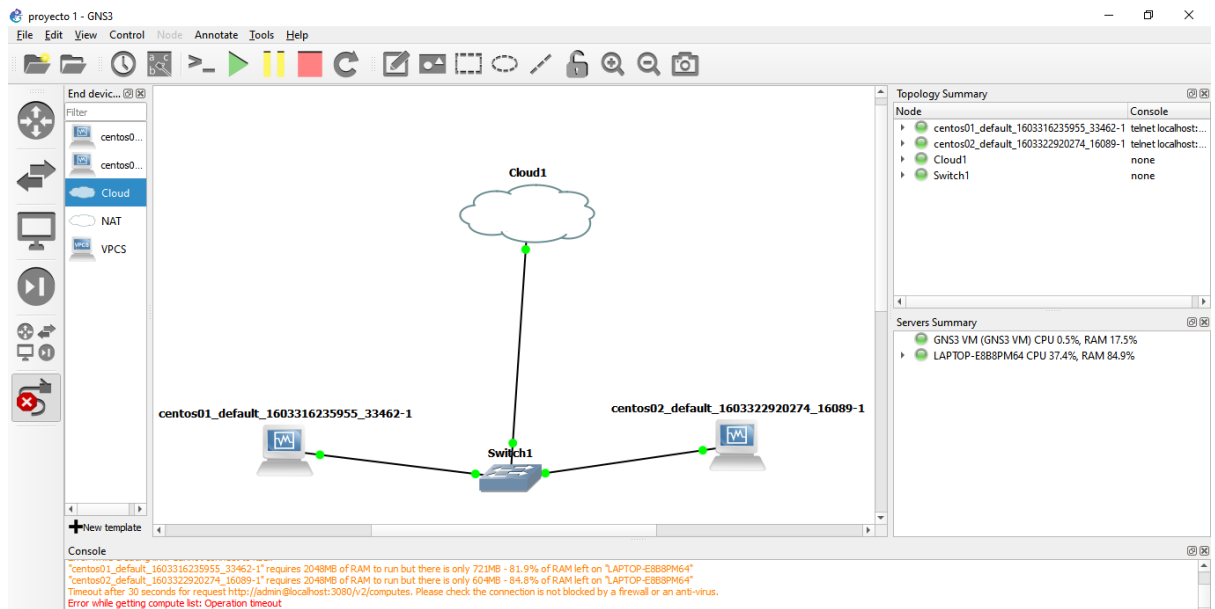 proyecto 1 - GNS3
File Edit View Control Node Annotate Tools Help
End devic...
Filter
centos0...
centos0...
Cloud
NAT
VPCS
VPCS
New template
Cloud1
centos01_default_1603316235955_33462-1
centos02_default_1603322920274_16089-1
Switch1
Topology Summary
Node Console
centos01_default_1603316235955_33462-1 telnet localhost:...
centos02_default_1603322920274_16089-1 telnet localhost:...
Cloud1 none
Switch1 none
Servers Summary
GNS3 VM (GNS3 VM) CPU 0.5%, RAM 17.5%
LAPTOP-E8B8PM64 CPU 37.4%, RAM 84.9%
Console
"centos01_default_1603316235955_33462-1" requires 2048MB of RAM to run but there is only 721MB - 81.9% of RAM left on "LAPTOP-E8B8PM64"
"centos02_default_1603322920274_16089-1" requires 2048MB of RAM to run but there is only 604MB - 84.8% of RAM left on "LAPTOP-E8B8PM64"
Timeout after 30 seconds for request http://admin@localhost:3080/v2/computes. Please check the connection is not blocked by a firewall or an anti-virus.
Error while getting compute list: Operation timeout